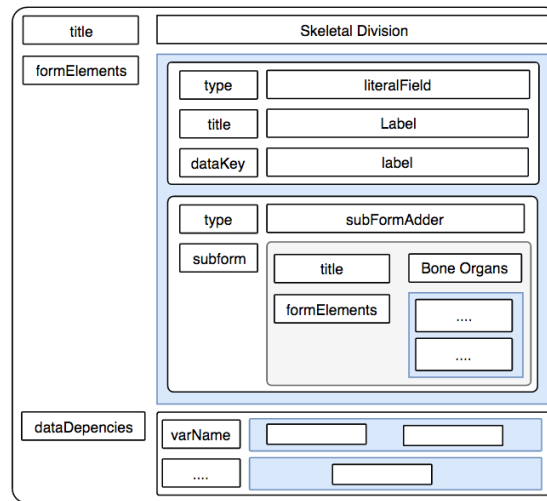 title Skeletal Division
formElements
type literalField
title Label
dataKey label
type subFormAdder
subform
title Bone Organs
formElements ....
....
dataDepencies
varName
....